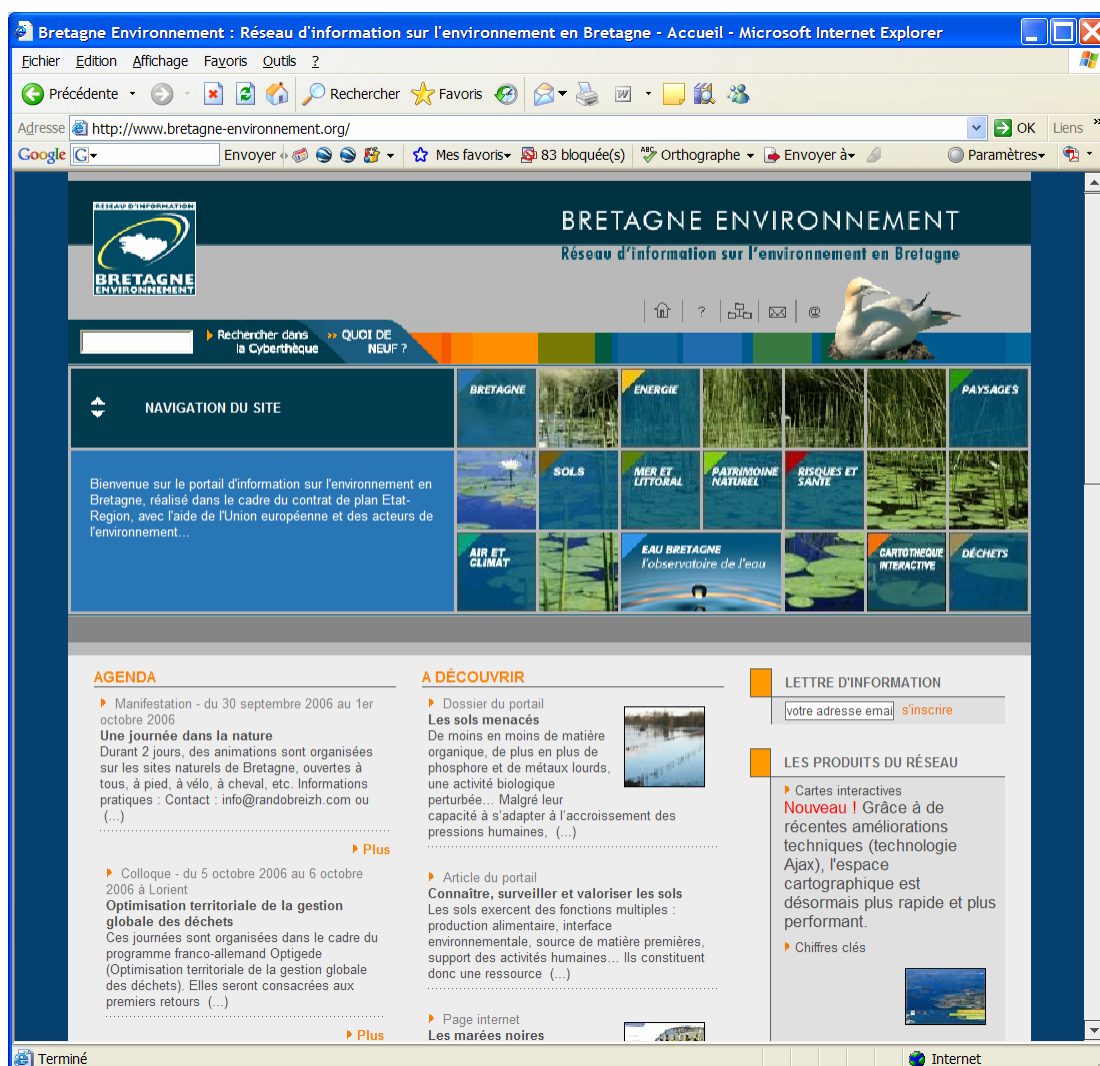 Bretagne Environnement : Réseau d'information sur l'environnement en Bretagne - Accueil - Microsoft Internet Explorer
Fichier Edition Affichage Favoris Outils ?
Précédente Rechercher Favoris
Adresse http://www.bretagne-environnement.org/ OK Liens »
Google G Envoyer Mes favoris 83 bloquée(s) ABC Orthographe Envoyer à Paramètres
RESEAU D'INFORMATION
BRETAGNE
ENVIRONNEMENT
BRETAGNE ENVIRONNEMENT
Réseau d'information sur l'environnement en Bretagne
? @
Rechercher dans
la Cyberthèque
QUOI DE
NEUF ?
NAVIGATION DU SITE
Bienvenue sur le portail d'information sur l'environnement en
Bretagne, réalisé dans le cadre du contrat de plan Etat-
Region, avec l'aide de l'Union européenne et des acteurs de
l'environnement...
BRETAGNE ENERGIE PAYSAGES
SOLS MER ET
LITTORAL PATRIMOINE
NATUREL RISQUES ET
SANTE
AIR ET
CLIMAT EAU BRETAGNE
l'observatoire de l'eau CARTOTHEQUE
INTERACTIVE DÉCHETS
AGENDA
Manifestation - du 30 septembre 2006 au 1er
octobre 2006
Une journée dans la nature
Durant 2 jours, des animations sont organisées
sur les sites naturels de Bretagne, ouvertes à
tous, à pied, à vélo, à cheval, etc. Informations
pratiques : Contact : info@randobreizh.com ou
(...)
Plus
Colloque - du 5 octobre 2006 au 6 octobre
2006 à Lorient
Optimisation territoriale de la gestion
globale des déchets
Ces journées sont organisées dans le cadre du
programme franco-allemand Optigede
(Optimisation territoriale de la gestion globale
des déchets). Elles seront consacrées aux
premiers retours (...)
Plus
A DÉCOUVRIR
Dossier du portail
Les sols menacés
De moins en moins de matière
organique, de plus en plus de
phosphore et de métaux lourds,
une activité biologique
perturbée... Malgré leur
capacité à s'adapter à l'accroissement des
pressions humaines, (...)
Article du portail
Connaître, surveiller et valoriser les sols
Les sols exercent des fonctions multiples :
production alimentaire, interface
environnementale, source de matière premières,
support des activités humaines... Ils constituent
donc une ressource (...)
Page internet
Les marées noires
LETTRE D'INFORMATION
votre adresse emai s'inscrire
LES PRODUITS DU RÉSEAU
Cartes interactives
Nouveau ! Grâce à de
récentes améliorations
techniques (technologie
Ajax), l'espace
cartographique est
désormais plus rapide et plus
performant.
Chiffres clés
Terminé Internet